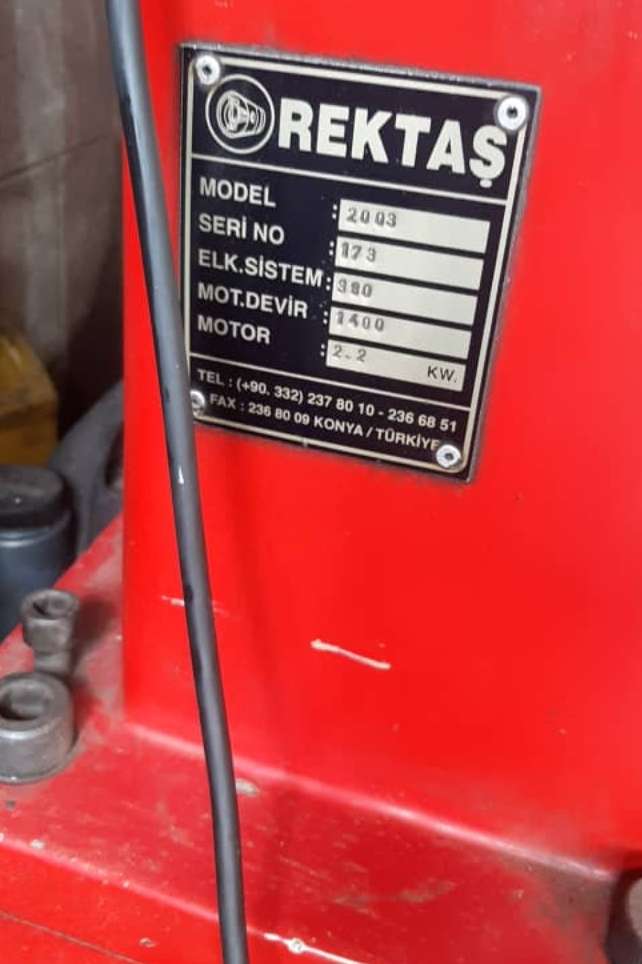 REKTAŞ
MODEL : 2003
SERİ NO : 173
ELK.SİSTEM : 380
MOT.DEVİR : 1400
MOTOR : 2.2 KW.
TEL : (+90. 332) 237 80 10 - 236 68 51
FAX : 236 80 09 KONYA / TÜRKİYE